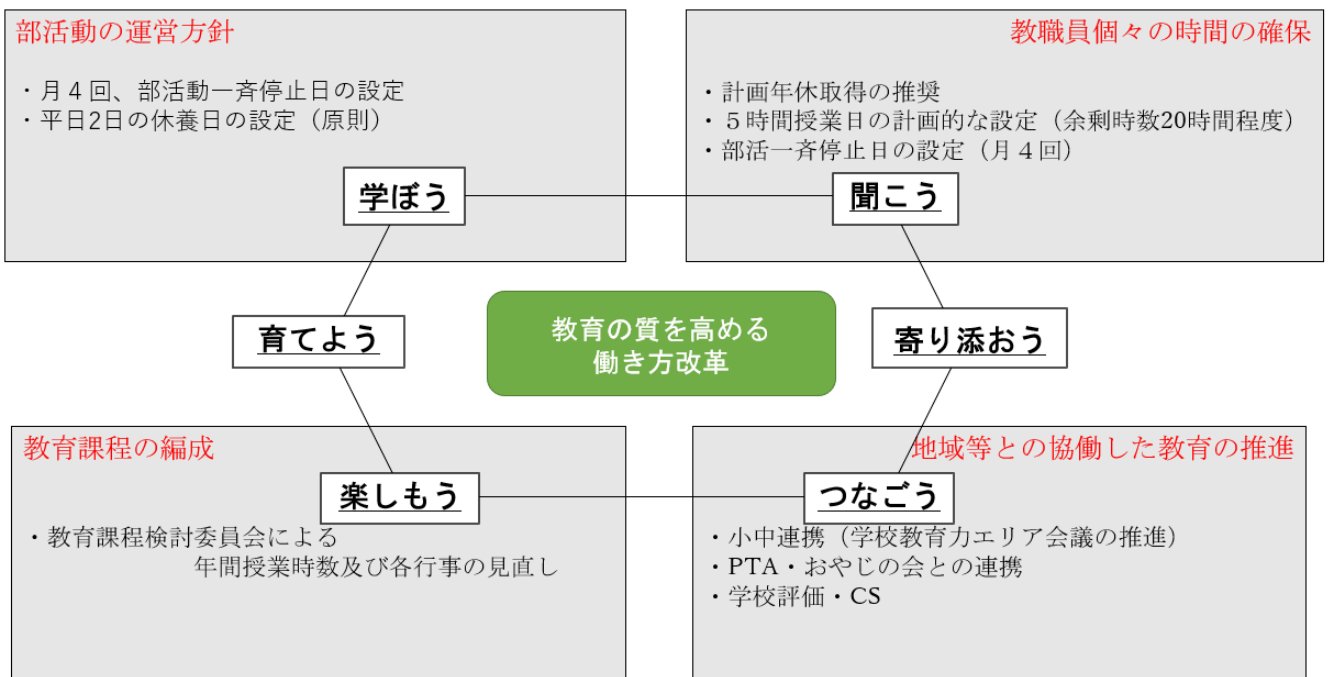 部活動の運営方針
・月４回、部活動一斉停止日の設定
・平日2日の休養日の設定（原則）
教職員個々の時間の確保
・計画年休取得の推奨
・５時間授業日の計画的な設定（余剰時数20時間程度）
・部活一斉停止日の設定（月４回）
学ぼう
聞こう
育てよう
教育の質を高める
働き方改革
寄り添おう
教育課程の編成
楽しもう
・教育課程検討委員会による
年間授業時数及び各行事の見直し
地域等との協働した教育の推進
つなごう
・小中連携（学校教育力エリア会議の推進）
・PTA・おやじの会との連携
・学校評価・CS